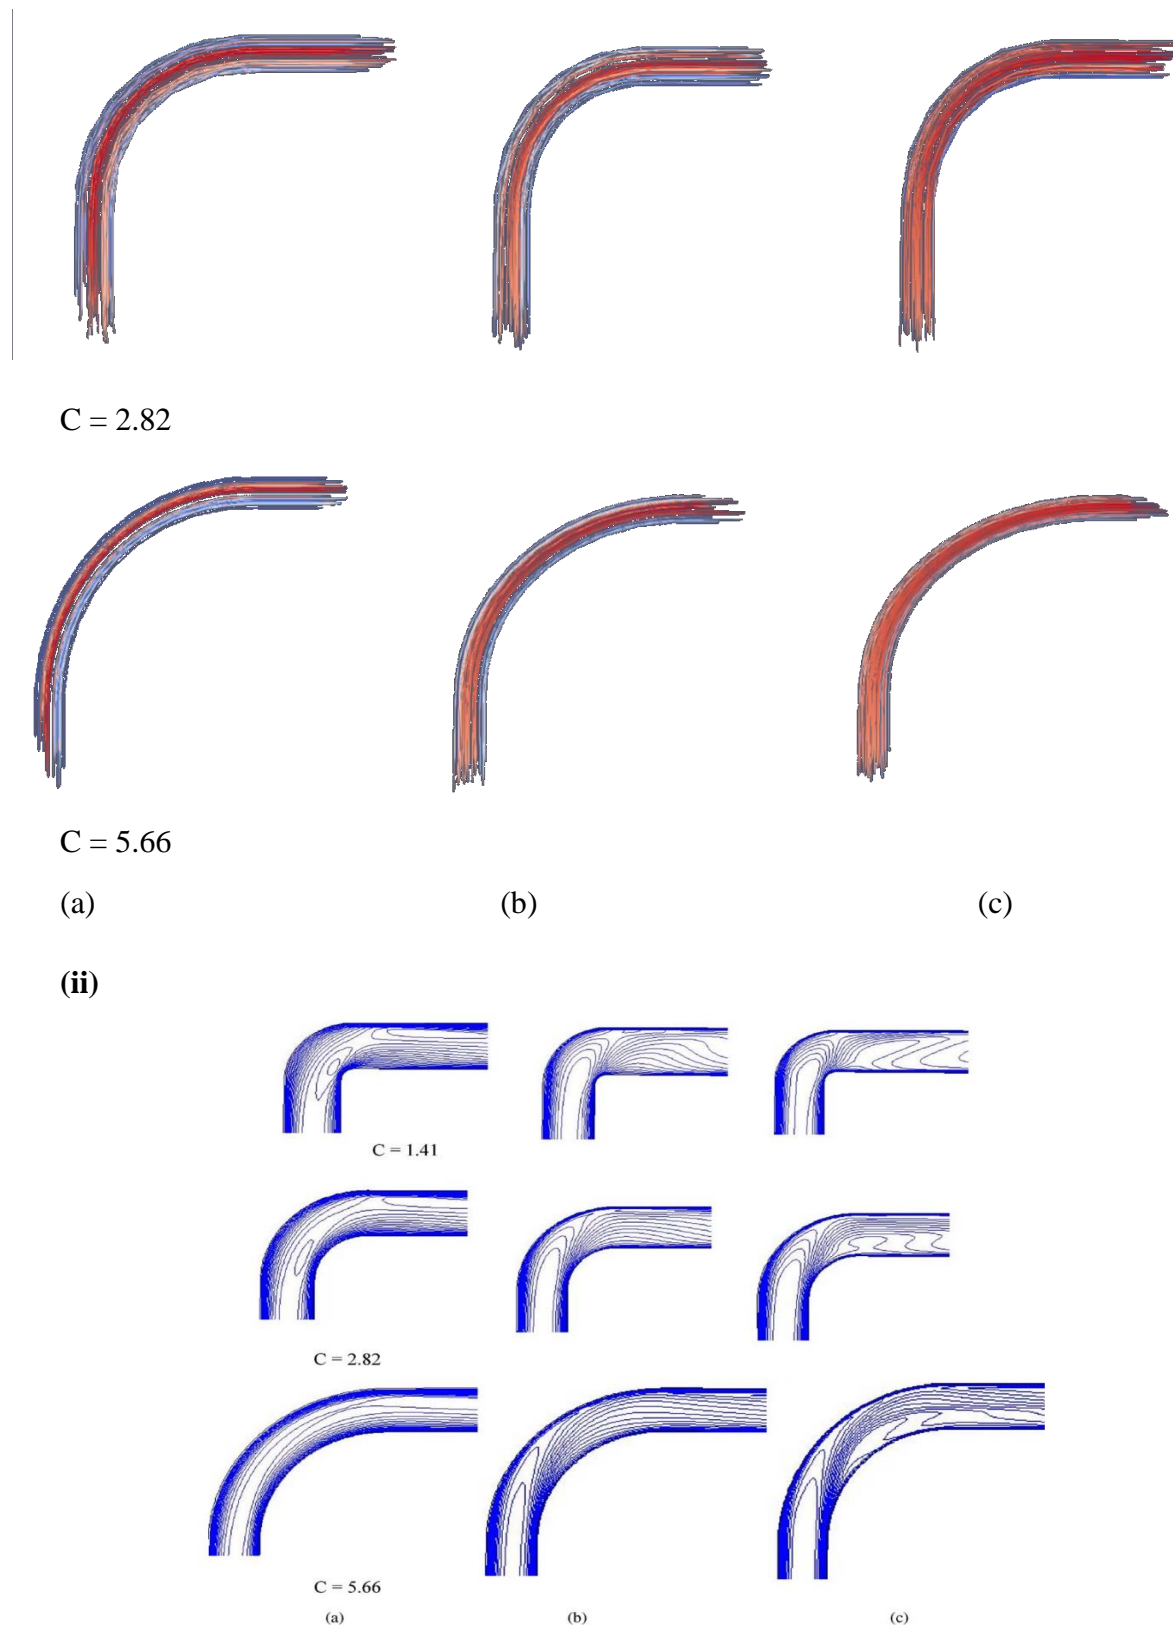 C = 2.82
C = 5.66
(a) (b) (c)
(ii)
C = 1.41
C = 2.82
C = 5.66
(a) (b) (c)